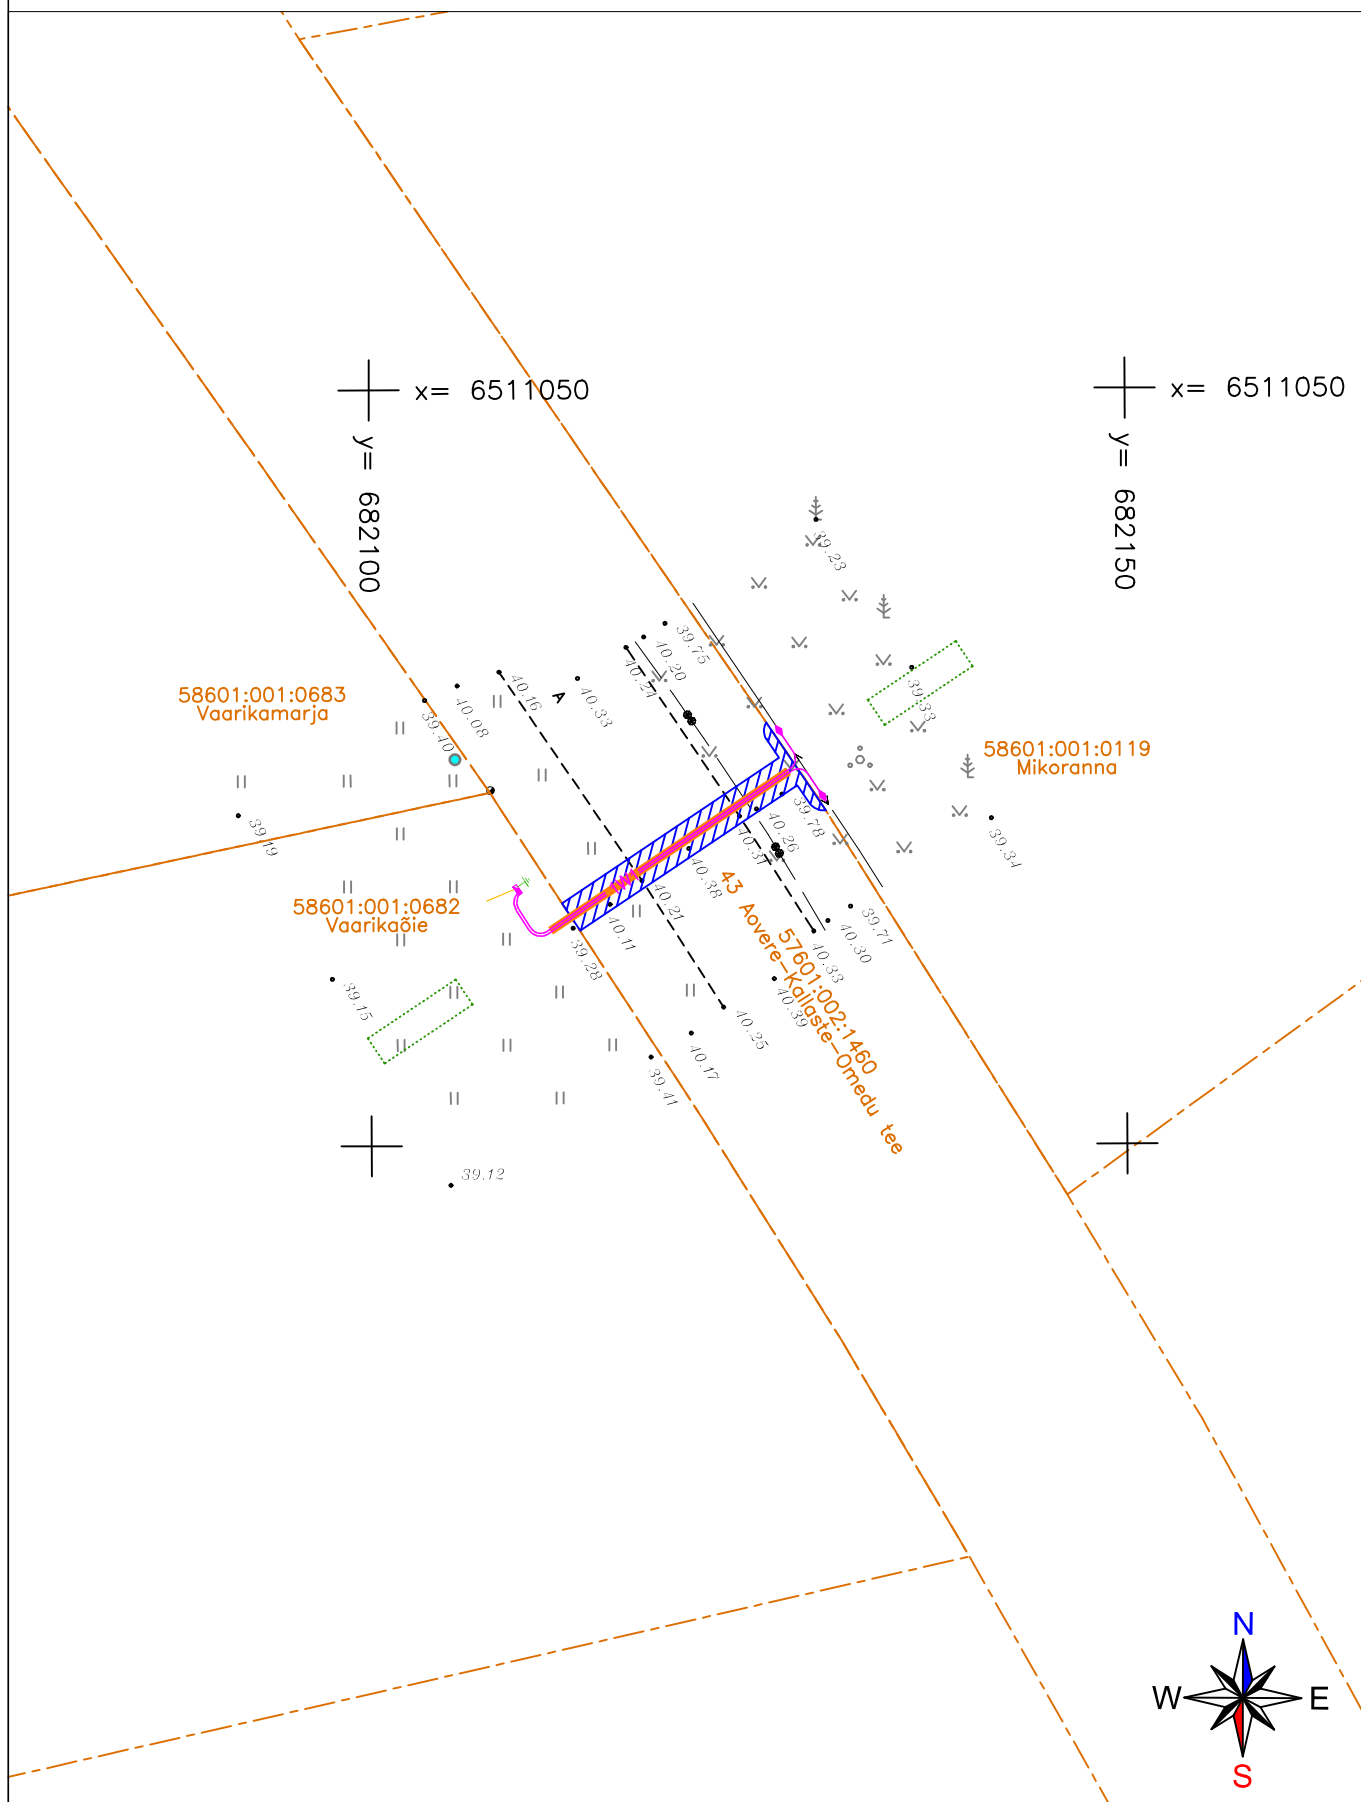 x= 6511050
x= 6511050
y= 682100
y= 682150
39.23
39.75
40.20
40.24
39.33
40.16
A
40.33
58601:001:0683
Vaarikamarja
40.08
39.40
58601:001:0119
Mikoranna
39.78
40.26
40.31
39.19
39.34
40.38
43 Aovere-Kallaste-Omedu tee
57601:002:1460
40.21
58601:001:0682
Vaarikaõie
40.11
39.71
40.30
39.28
40.33
39.15
40.39
40.25
40.17
39.41
39.12
N
W
E
S